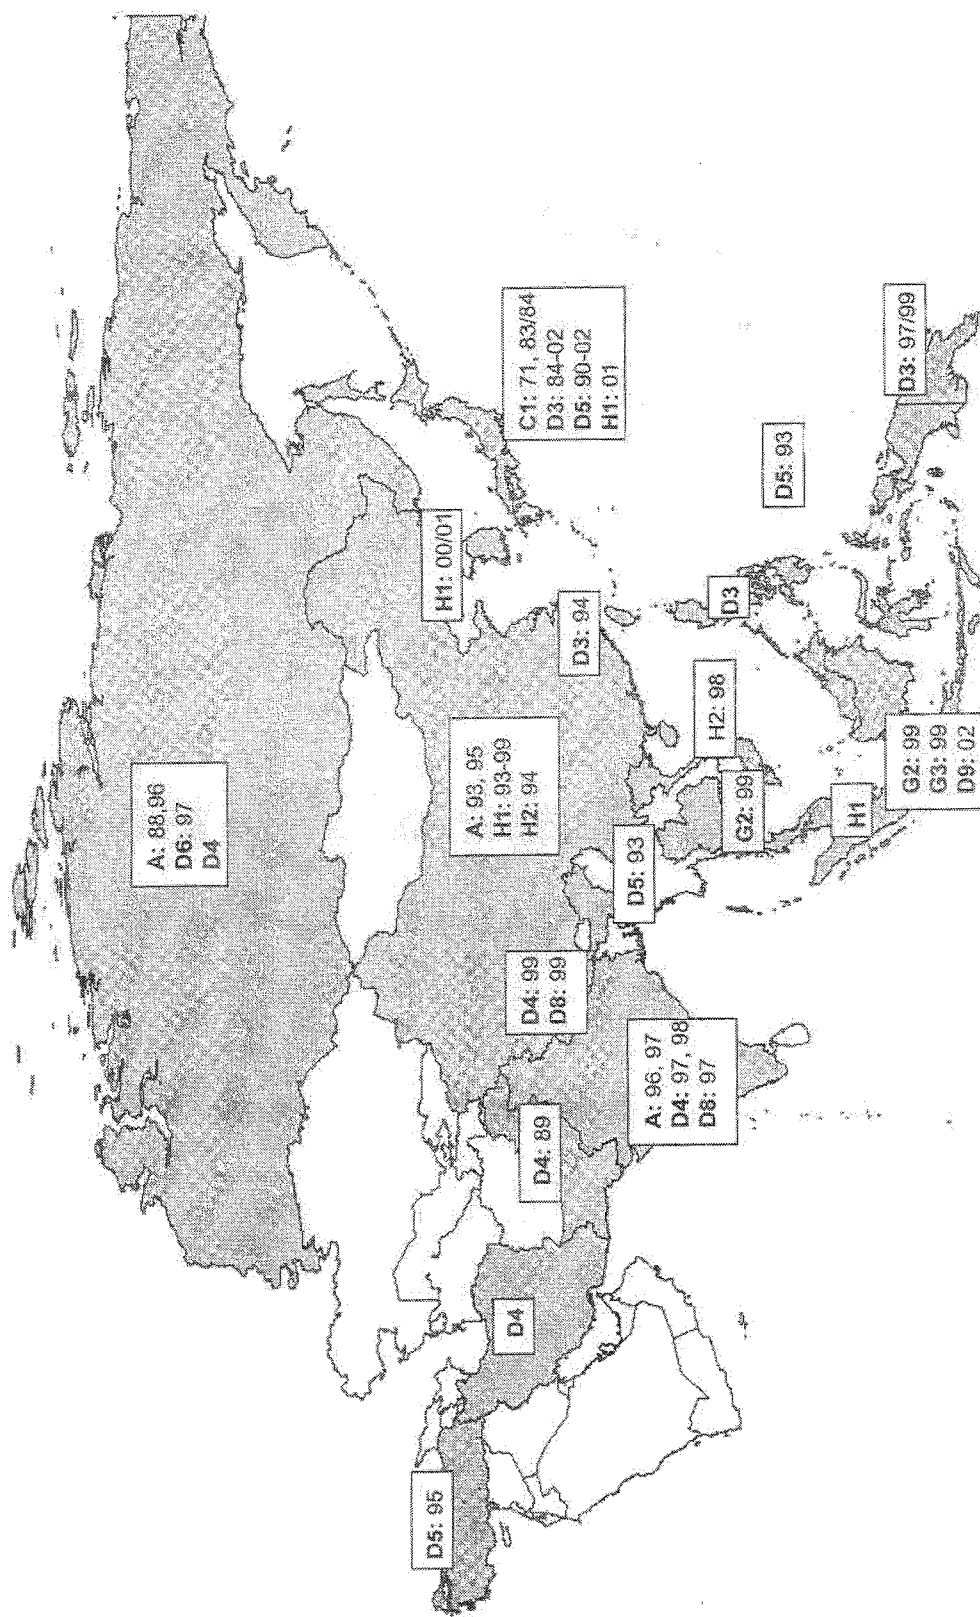 A: 88,96
D6: 97
D4
D5: 95
D4
D4: 89
D4: 99
D8: 99
A: 93, 95
H1: 93-99
H2: 94
H1: 00/01
C1: 71, 83/84
D3: 84-02
D5: 90-02
H1: 01
A: 96, 97
D4: 97, 98
D8: 97
D5: 93
D3: 94
G2: 99
H2: 98
D3
D5: 93
H1
G2: 99
G3: 99
D9: 02
D3: 97/99